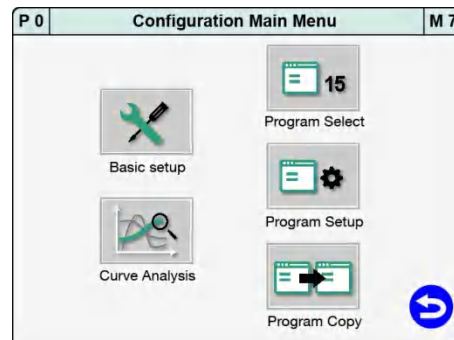 P 0 Configuration Main Menu M 7
15
Program Select
Basic setup
Program Setup
Curve Analysis
Program Copy